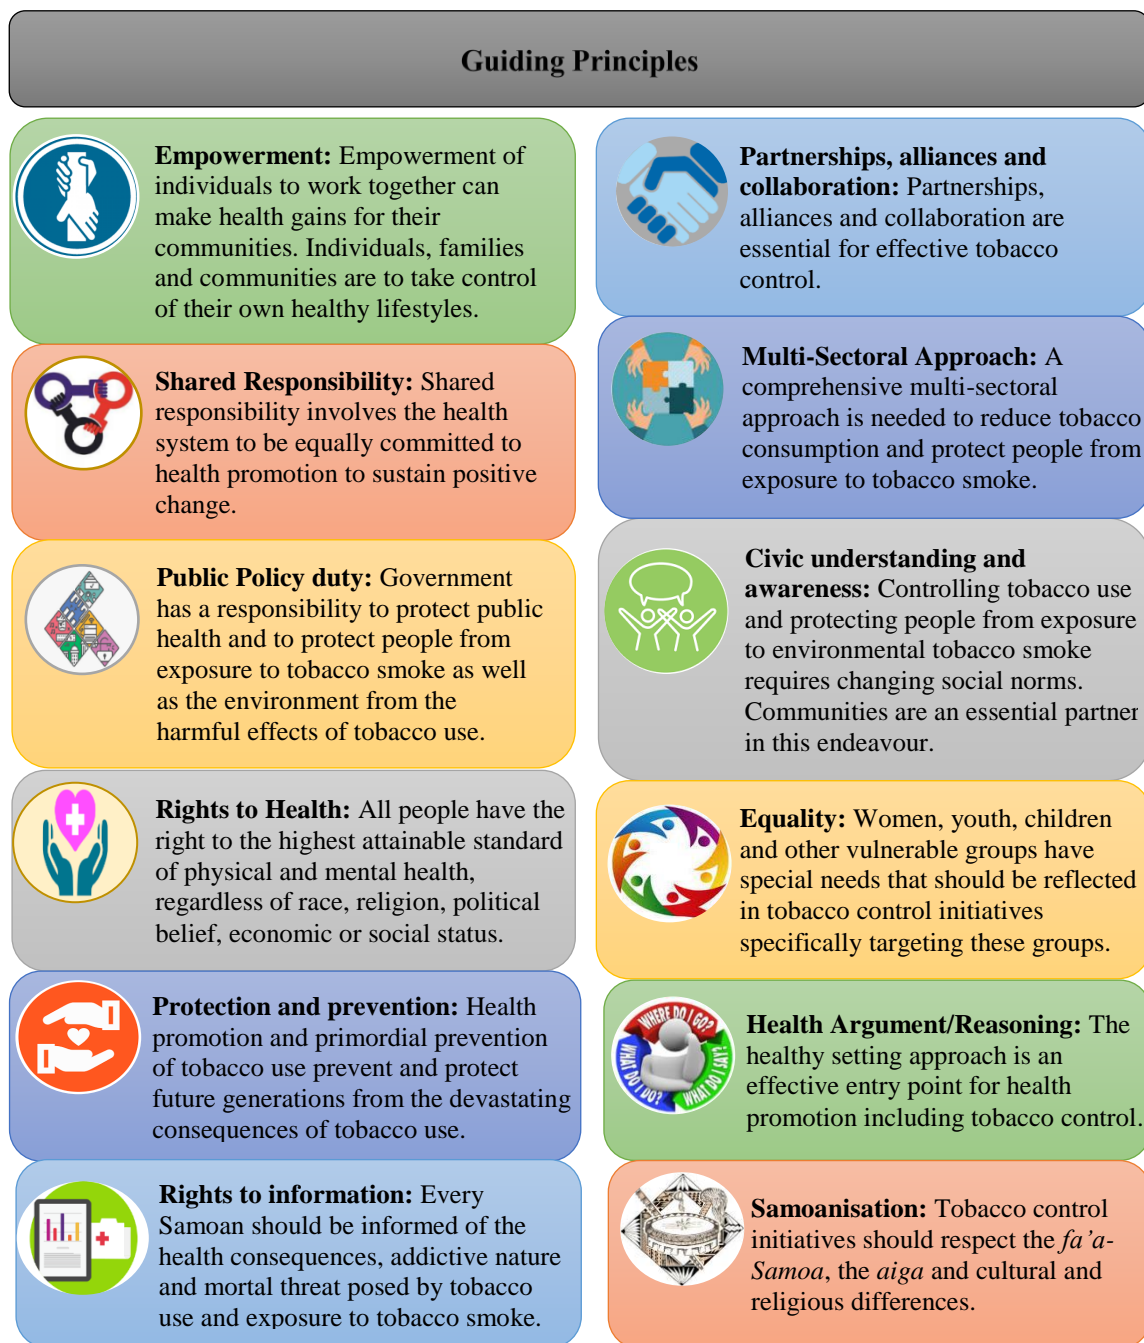 Guiding Principles
Empowerment: Empowerment of
individuals to work together can
make health gains for their
communities. Individuals, families
and communities are to take control
of their own healthy lifestyles.
Shared Responsibility: Shared
responsibility involves the health
system to be equally committed to
health promotion to sustain positive
change.
Public Policy duty: Government
has a responsibility to protect public
health and to protect people from
exposure to tobacco smoke as well
as the environment from the
harmful effects of tobacco use.
Rights to Health: All people have the
right to the highest attainable standard
of physical and mental health,
regardless of race, religion, political
belief, economic or social status.
Protection and prevention: Health
promotion and primordial prevention
of tobacco use prevent and protect
future generations from the devastating
consequences of tobacco use.
Rights to information: Every
Samoan should be informed of the
health consequences, addictive nature
and mortal threat posed by tobacco
use and exposure to tobacco smoke.
Partnerships, alliances and
collaboration: Partnerships,
alliances and collaboration are
essential for effective tobacco
control.
Multi-Sectoral Approach: A
comprehensive multi-sectoral
approach is needed to reduce tobacco
consumption and protect people from
exposure to tobacco smoke.
Civic understanding and
awareness: Controlling tobacco use
and protecting people from exposure
to environmental tobacco smoke
requires changing social norms.
Communities are an essential partner
in this endeavour.
Equality: Women, youth, children
and other vulnerable groups have
special needs that should be reflected
in tobacco control initiatives
specifically targeting these groups.
WHERE DO I GO?
WHAT DO I DO?
WHAT DO I SAY?
Health Argument/Reasoning: The
healthy setting approach is an
effective entry point for health
promotion including tobacco control.
Samoanisation: Tobacco control
initiatives should respect the fa’a-
Samoa, the aiga and cultural and
religious differences.